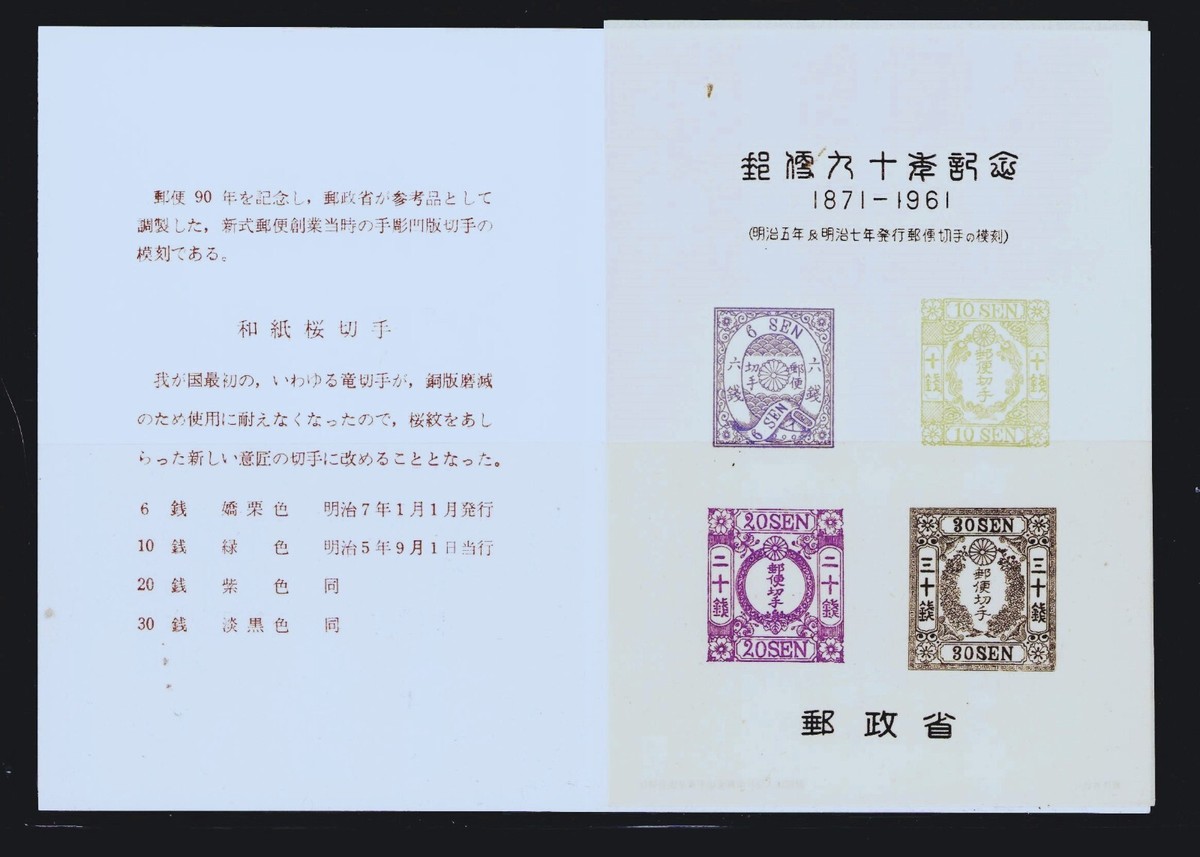 郵便 90 年を記念し，郵政省が参考品として
調製した，新式郵便創業当時の手彫凹版切手の
模刻である。
和紙桜切手
我が国最初の，いわゆる竜切手が，銅版磨滅
のため使用に耐えなくなったので，桜紋をあし
らった新しい意匠の切手に改めることとなった。
6 銭 嬌栗色 明治7年1月1月発行
10 銭 緑色 明治5年9月1日当行
20 銭 紫色 同
30 銭 淡黒色 同
郵便九十年記念
1871-1961
(明治五年及明治七年発行郵便切手の模刻)
6 SEN
六銭
切手
郵便
六銭
6 SEN
10 SEN
十銭
郵便切手
十銭
10 SEN
20SEN
二十銭
郵便切手
二十銭
20SEN
30SEN
三十銭
郵便切手
三十銭
30SEN
郵政省